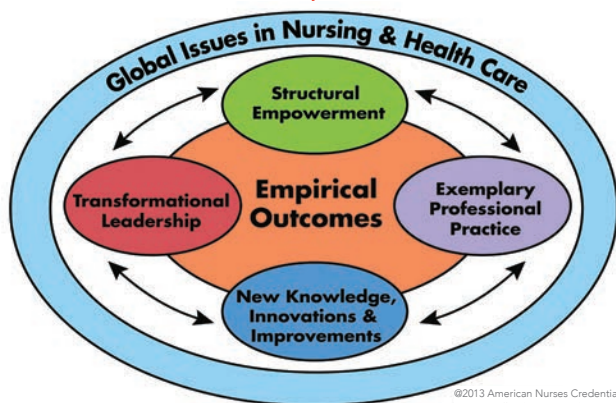 Global Issues in Nursing & Health Care
Structural
Empowerment
Transformational
Leadership
Empirical
Outcomes
Exemplary
Professional
Practice
New Knowledge,
Innovations &
Improvements
©2013 American Nurses Credentia